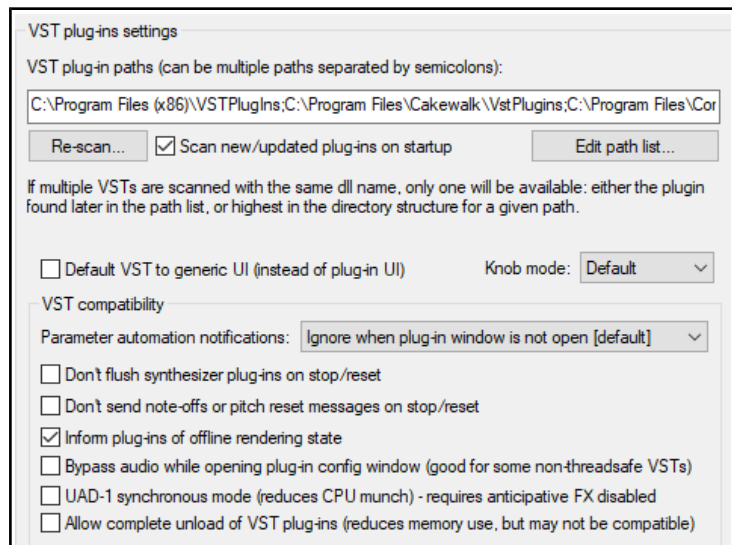 VST plug-ins settings
VST plug-in paths (can be multiple paths separated by semicolons):
C:\Program Files (x86)\VSTPlugIns;C:\Program Files\Cakewalk\VstPlugins;C:\Program Files\Cor
Re-scan... Scan new/updated plug-ins on startup Edit path list...
If multiple VSTs are scanned with the same dll name, only one will be available: either the plugin
found later in the path list, or highest in the directory structure for a given path.
Default VST to generic UI (instead of plug-in UI) Knob mode: Default
VST compatibility
Parameter automation notifications: Ignore when plug-in window is not open [default]
Don't flush synthesizer plug-ins on stop/reset
Don't send note-offs or pitch reset messages on stop/reset
Inform plug-ins of offline rendering state
Bypass audio while opening plug-in config window (good for some non-threadsafe VSTs)
UAD-1 synchronous mode (reduces CPU munch) - requires anticipative FX disabled
Allow complete unload of VST plug-ins (reduces memory use, but may not be compatible)